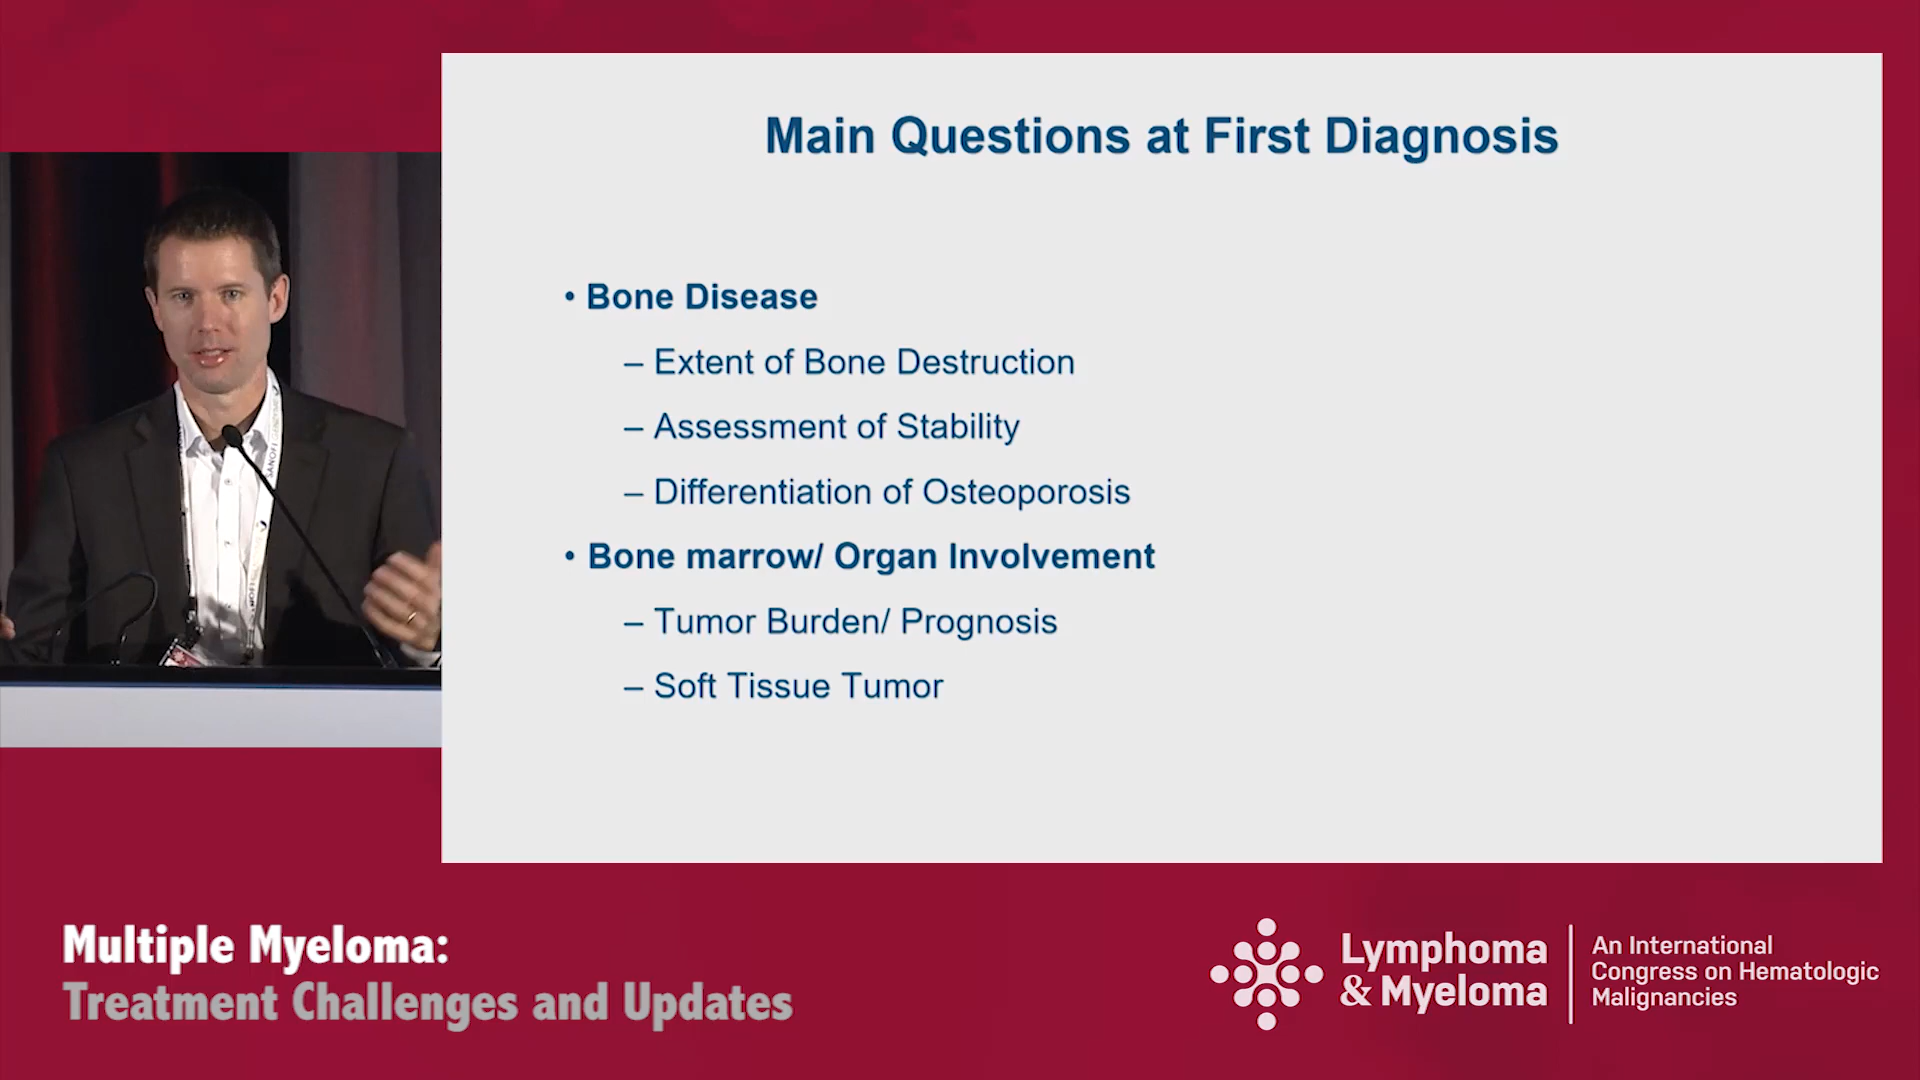 Main Questions at First Diagnosis
• Bone Disease
– Extent of Bone Destruction
– Assessment of Stability
– Differentiation of Osteoporosis
• Bone marrow/ Organ Involvement
– Tumor Burden/ Prognosis
– Soft Tissue Tumor
SANOFI GENZYME
Multiple Myeloma:
Treatment Challenges and Updates
Lymphoma
& Myeloma
An International
Congress on Hematologic
Malignancies